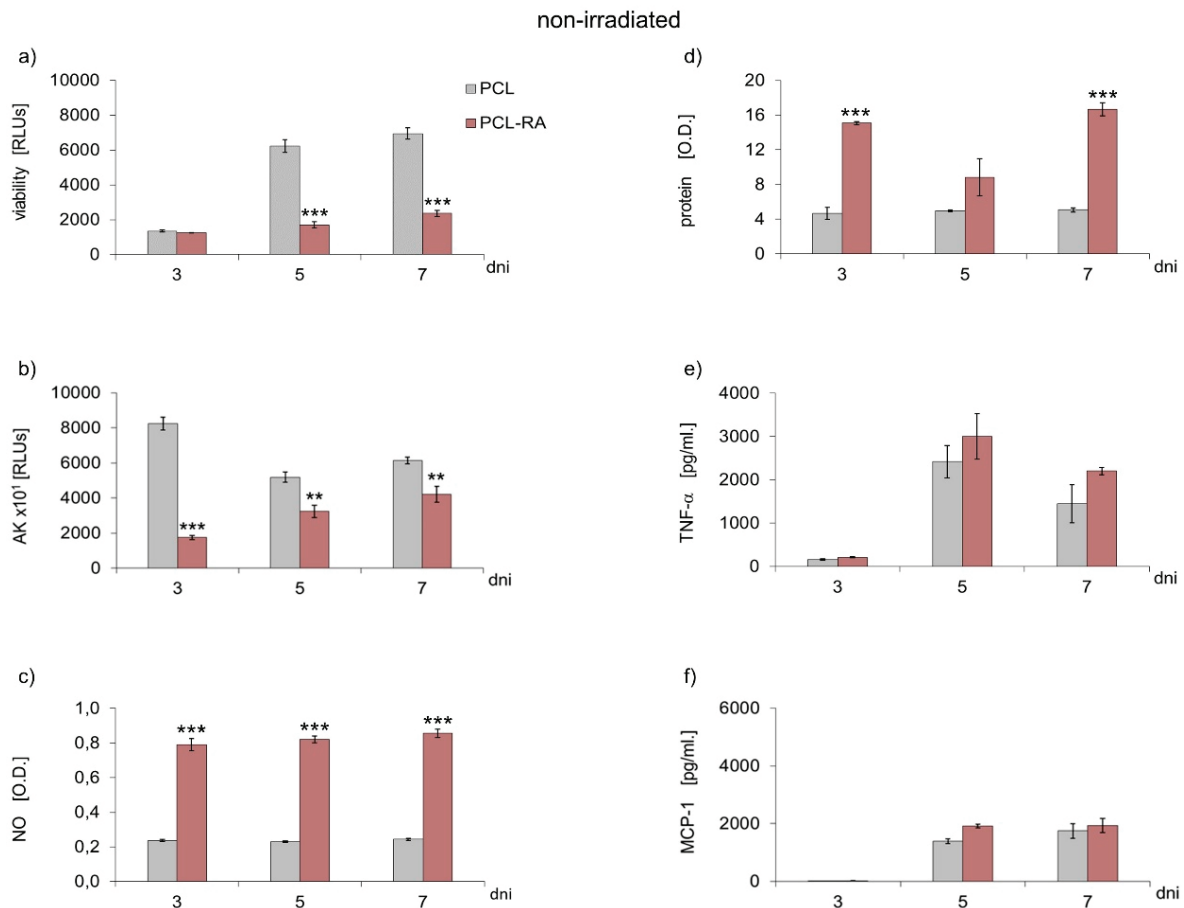 non-irradiated
a)
10000
8000
6000
4000
2000
0
viability [RLUs]
PCL
PCL-RA
***
***
3 5 7 dni
b)
10000
8000
6000
4000
2000
0
AK x10¹ [RLUs]
***
**
**
3 5 7 dni
c)
1,0
0,8
0,6
0,4
0,2
0,0
NO [O.D.]
***
***
***
3 5 7 dni
d)
20
16
12
8
4
0
protein [O.D.]
***
***
3 5 7 dni
e)
4000
3000
2000
1000
0
TNF-α [pg/ml.]
3 5 7 dni
f)
6000
4000
2000
0
MCP-1 [pg/ml.]
3 5 7 dni